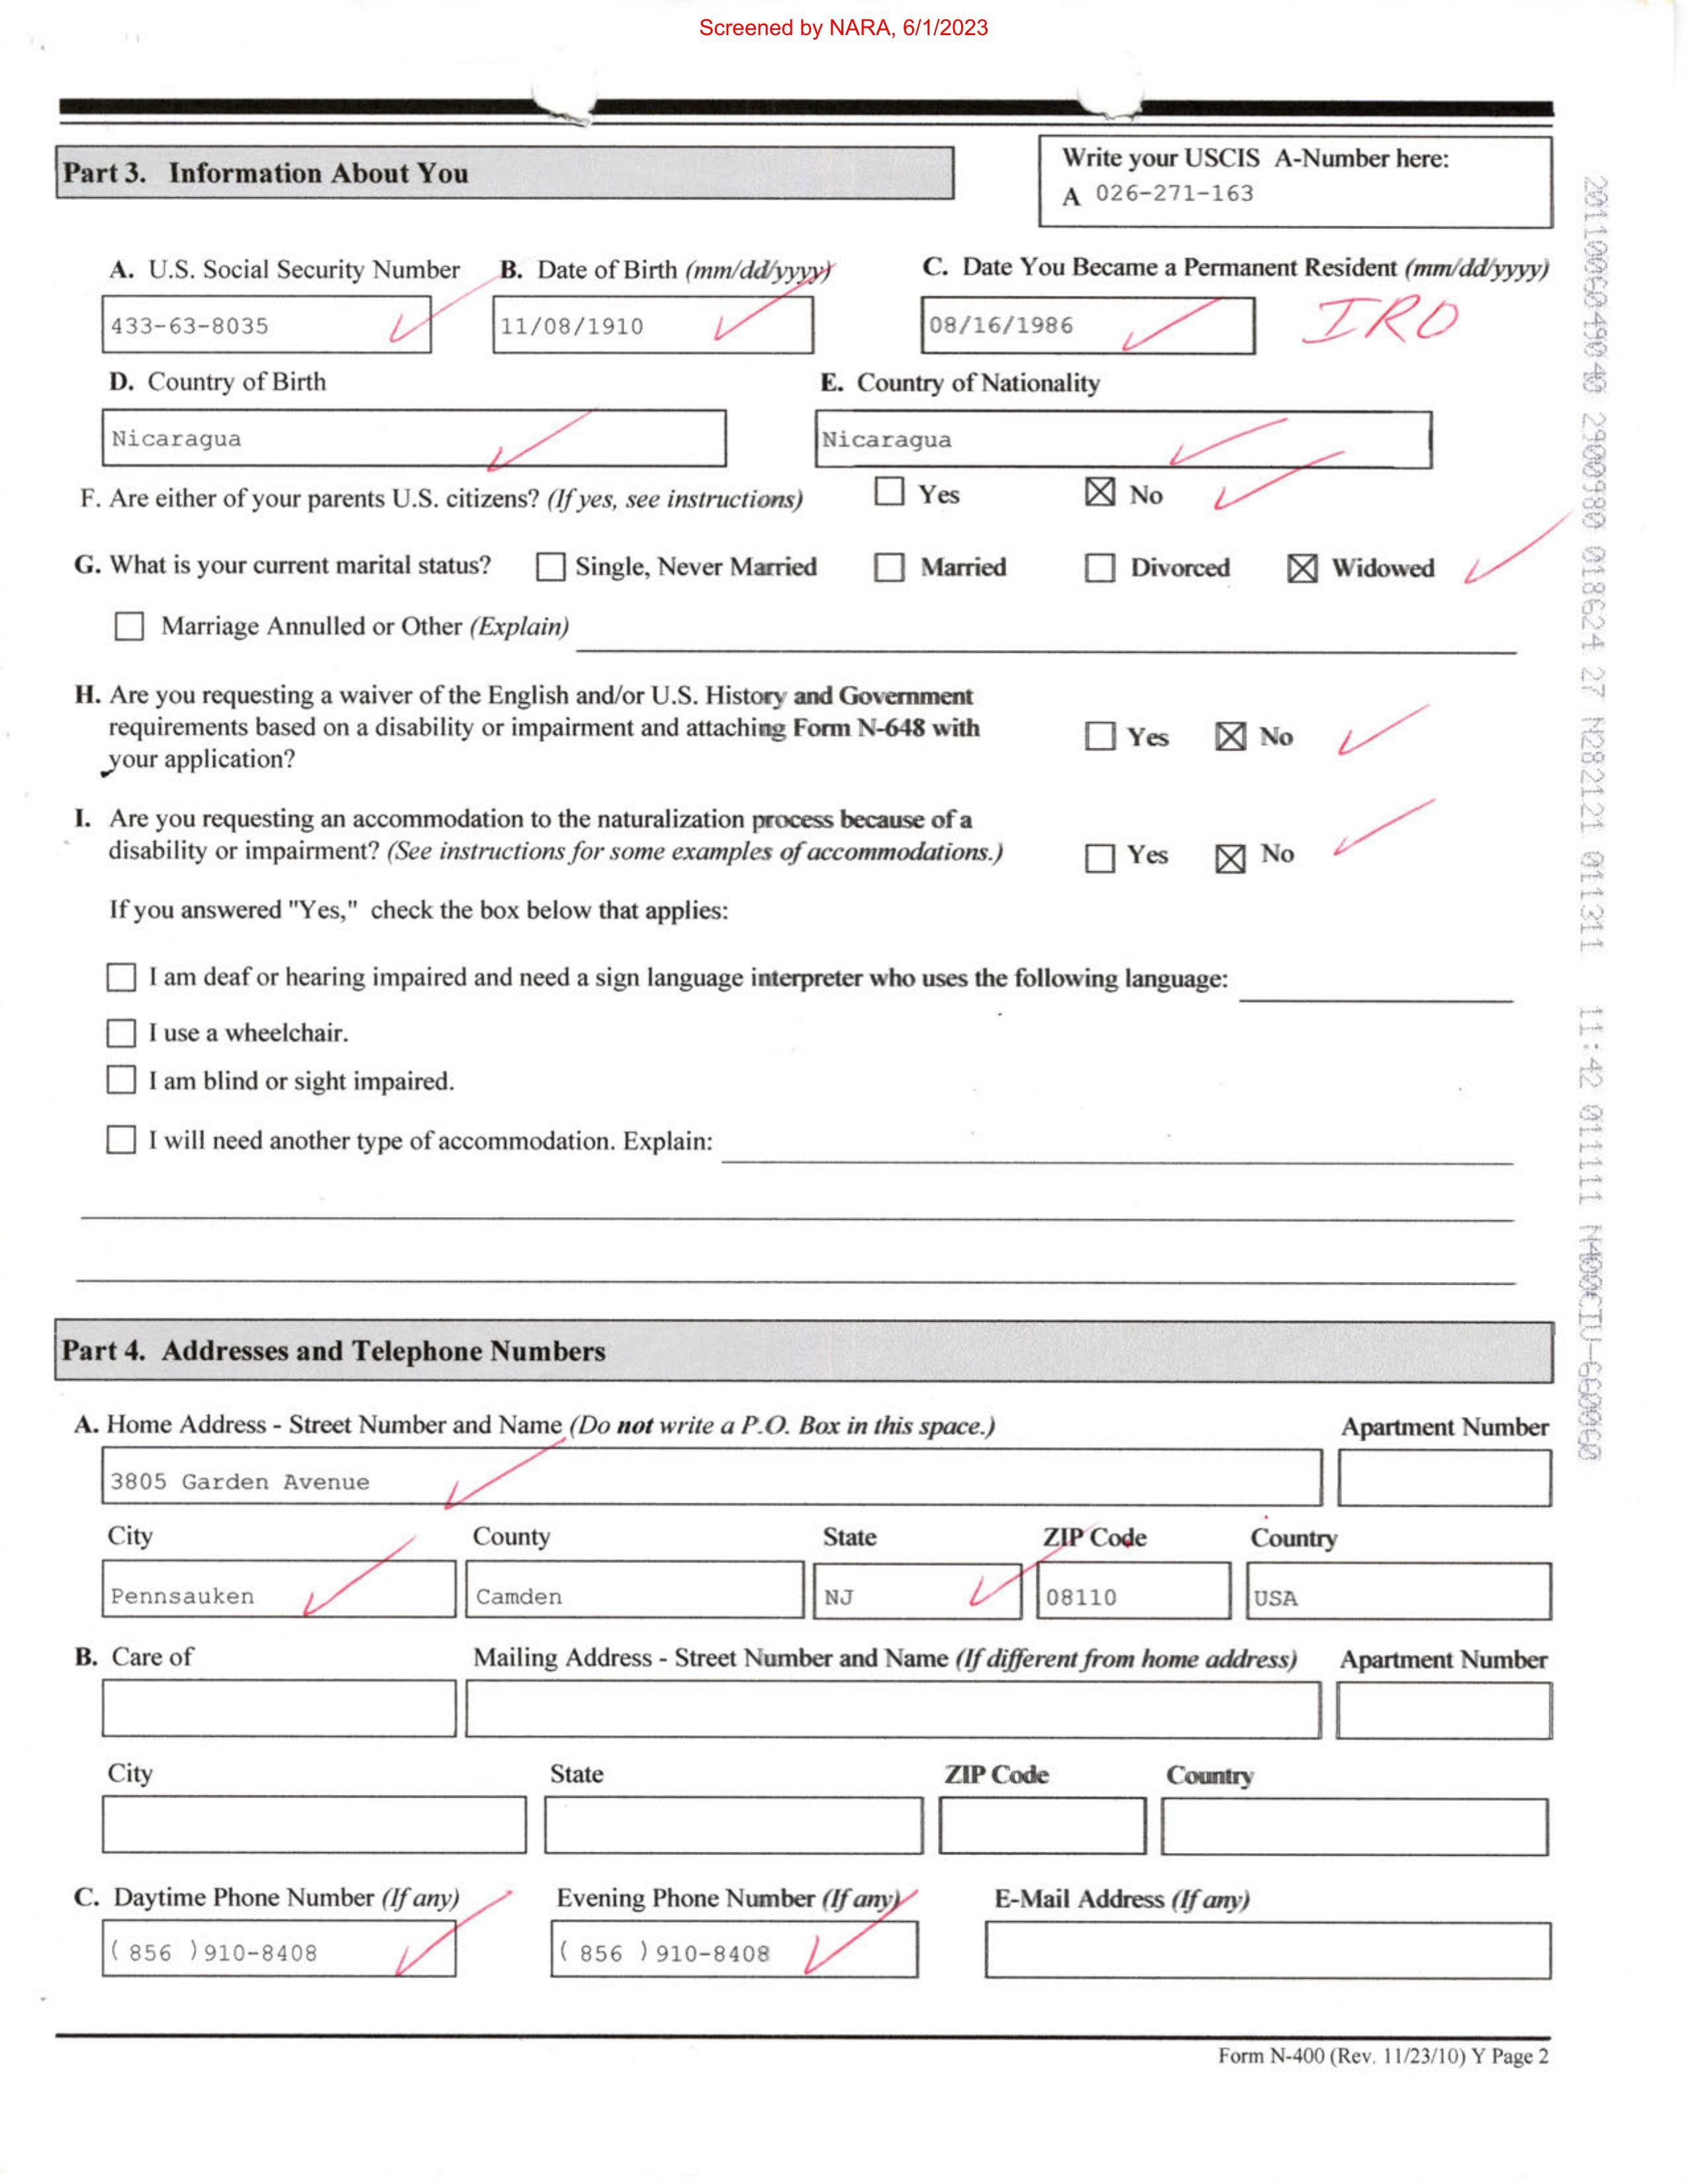 Screened by NARA, 6/1/2023
Part 3. Information About You
Write your USCIS A-Number here:
A 026-271-163
A. U.S. Social Security Number B. Date of Birth (mm/dd/yyyy) C. Date You Became a Permanent Resident (mm/dd/yyyy)
433-63-8035 11/08/1910 08/16/1986 IRO
D. Country of Birth E. Country of Nationality
Nicaragua Nicaragua
F. Are either of your parents U.S. citizens? (If yes, see instructions) ☐ Yes ☒ No
G. What is your current marital status? ☐ Single, Never Married ☐ Married ☐ Divorced ☒ Widowed
☐ Marriage Annulled or Other (Explain)
H. Are you requesting a waiver of the English and/or U.S. History and Government
requirements based on a disability or impairment and attaching Form N-648 with
your application? ☐ Yes ☒ No
I. Are you requesting an accommodation to the naturalization process because of a
disability or impairment? (See instructions for some examples of accommodations.) ☐ Yes ☒ No
If you answered "Yes," check the box below that applies:
☐ I am deaf or hearing impaired and need a sign language interpreter who uses the following language:
☐ I use a wheelchair.
☐ I am blind or sight impaired.
☐ I will need another type of accommodation. Explain:
Part 4. Addresses and Telephone Numbers
A. Home Address - Street Number and Name (Do not write a P.O. Box in this space.) Apartment Number
3805 Garden Avenue
City County State ZIP Code Country
Pennsauken Camden NJ 08110 USA
B. Care of Mailing Address - Street Number and Name (If different from home address) Apartment Number
City State ZIP Code Country
C. Daytime Phone Number (If any) Evening Phone Number (If any) E-Mail Address (If any)
( 856 ) 910-8408 ( 856 ) 910-8408
Form N-400 (Rev. 11/23/10) Y Page 2
018624 27 N282121 011311 11:42 011111